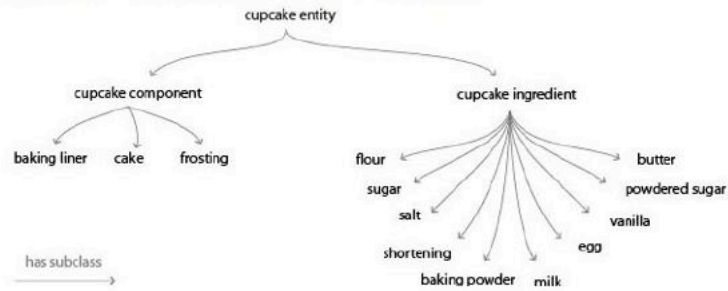 cupcake entity
cupcake component
cupcake ingredient
baking liner
cake
frosting
flour
butter
sugar
powdered sugar
salt
vanilla
shortening
egg
baking powder
milk
has subclass